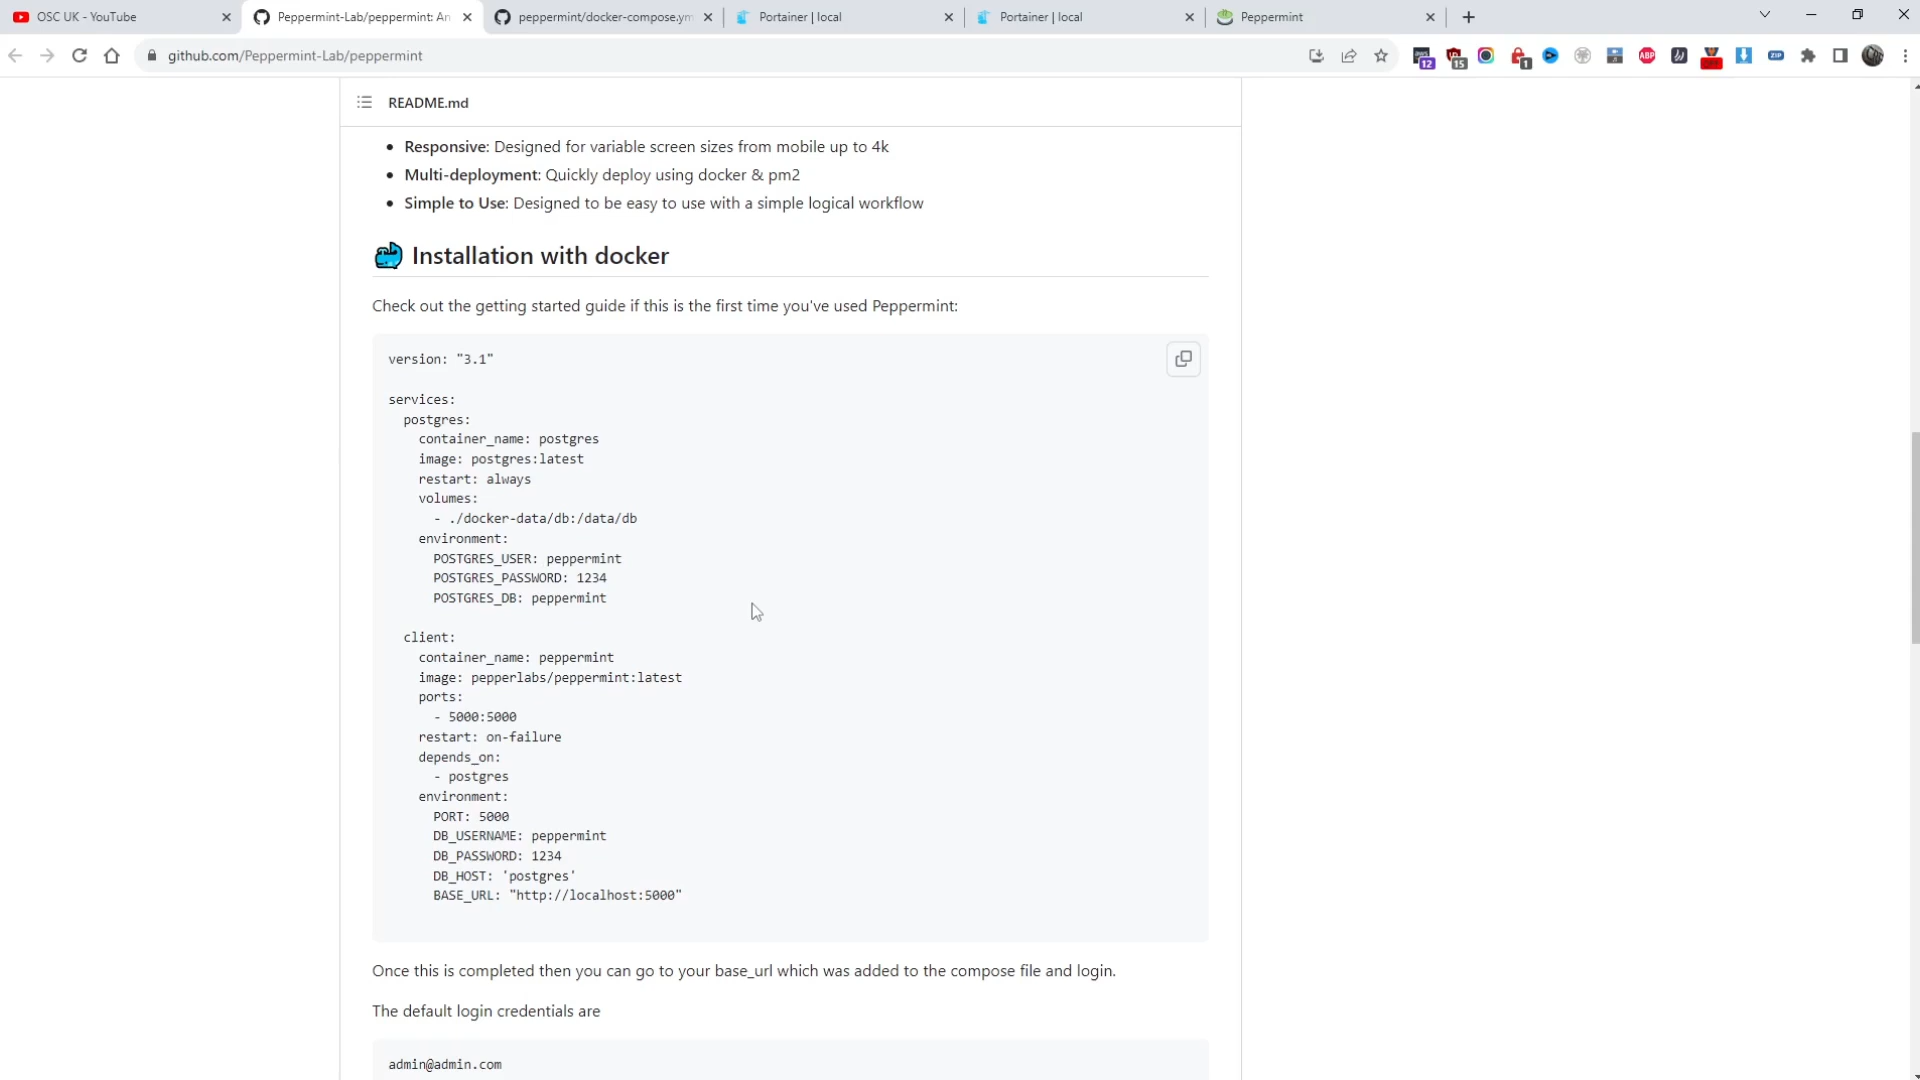 OSC UK - YouTube
Peppermint-Lab/peppermint: An
peppermint/docker-compose.ym
Portainer | local
Portainer | local
Peppermint
github.com/Peppermint-Lab/peppermint
12
15
1
ABP
ZIP
README.md
Responsive: Designed for variable screen sizes from mobile up to 4k
Multi-deployment: Quickly deploy using docker & pm2
Simple to Use: Designed to be easy to use with a simple logical workflow
Installation with docker
Check out the getting started guide if this is the first time you've used Peppermint:
version: "3.1"
services:
postgres:
container_name: postgres
image: postgres:latest
restart: always
volumes:
- ./docker-data/db:/data/db
environment:
POSTGRES_USER: peppermint
POSTGRES_PASSWORD: 1234
POSTGRES_DB: peppermint
client:
container_name: peppermint
image: pepperlabs/peppermint:latest
ports:
- 5000:5000
restart: on-failure
depends_on:
- postgres
environment:
PORT: 5000
DB_USERNAME: peppermint
DB_PASSWORD: 1234
DB_HOST: 'postgres'
BASE_URL: "http://localhost:5000"
Once this is completed then you can go to your base_url which was added to the compose file and login.
The default login credentials are
admin@admin.com